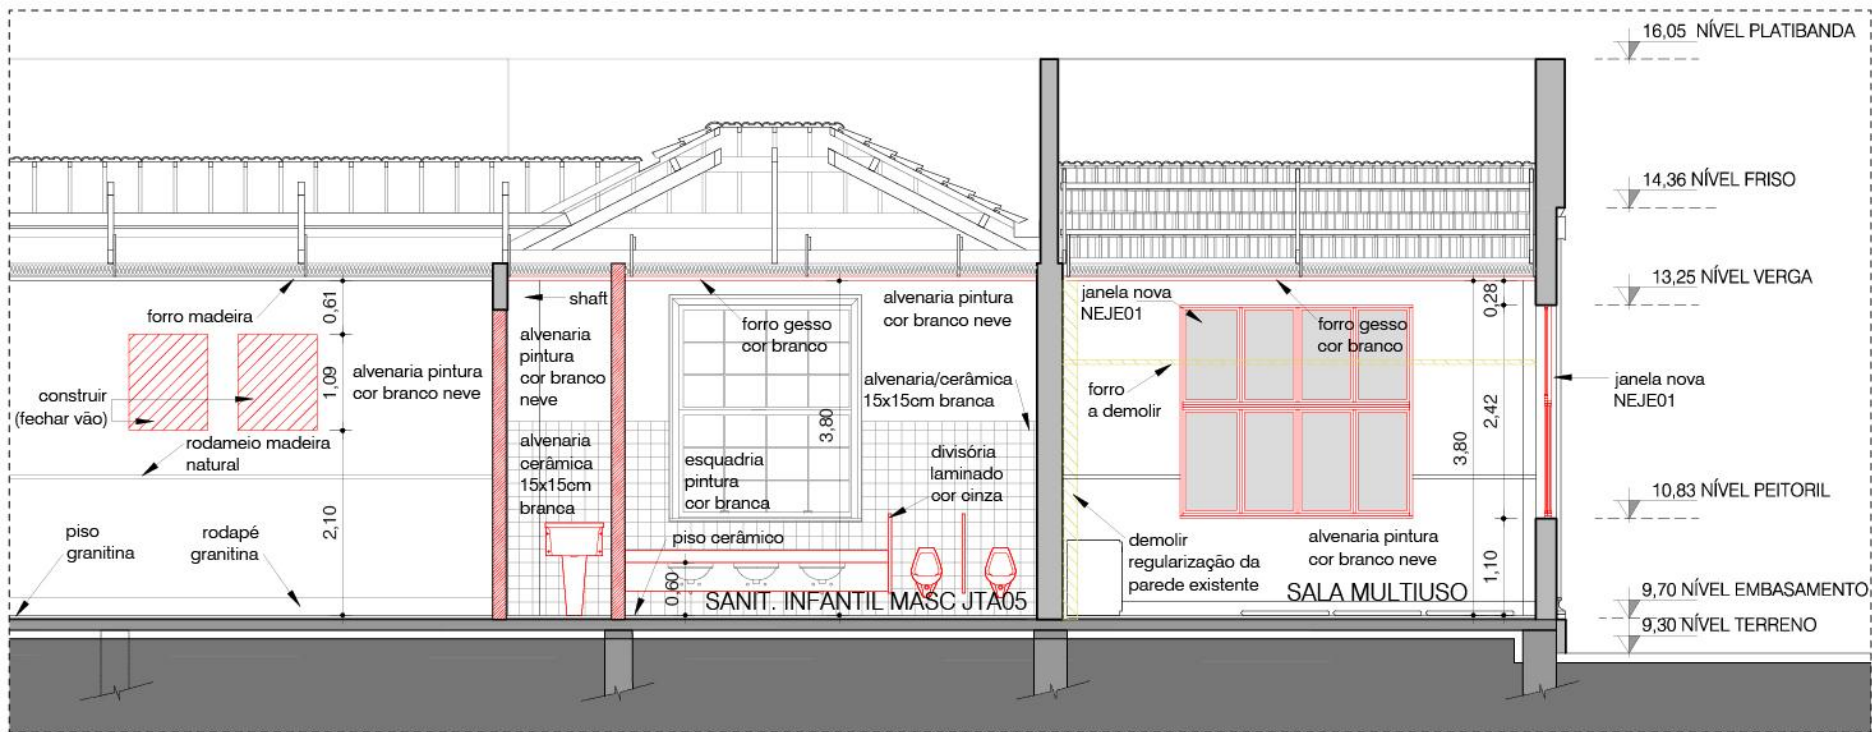 16,05 NÍVEL PLATIBANDA
14,36 NÍVEL FRISO
13,25 NÍVEL VERGA
10,83 NÍVEL PEITORIL
9,70 NÍVEL EMBASAMENTO
9,30 NÍVEL TERRENO
forro madeira
0,61
1,09
2,10
construir
(fechar vão)
alvenaria pintura
cor branco neve
rodameio madeira
natural
piso
granitina
rodapé
granitina
shaft
alvenaria
pintura
cor branco
neve
alvenaria
cerâmica
15x15cm
branca
forro gesso
cor branco
alvenaria pintura
cor branco neve
alvenaria/cerâmica
15x15cm branca
3,80
esquadria
pintura
cor branca
divisória
laminado
cor cinza
piso cerâmico
0,60
SANIT. INFANTIL MASC JTA05
janela nova
NEJE01
forro gesso
cor branco
forro
a demolir
0,28
2,42
3,80
1,10
janela nova
NEJE01
demolir
regularização da
parede existente
alvenaria pintura
cor branco neve
SALA MULTIUSO